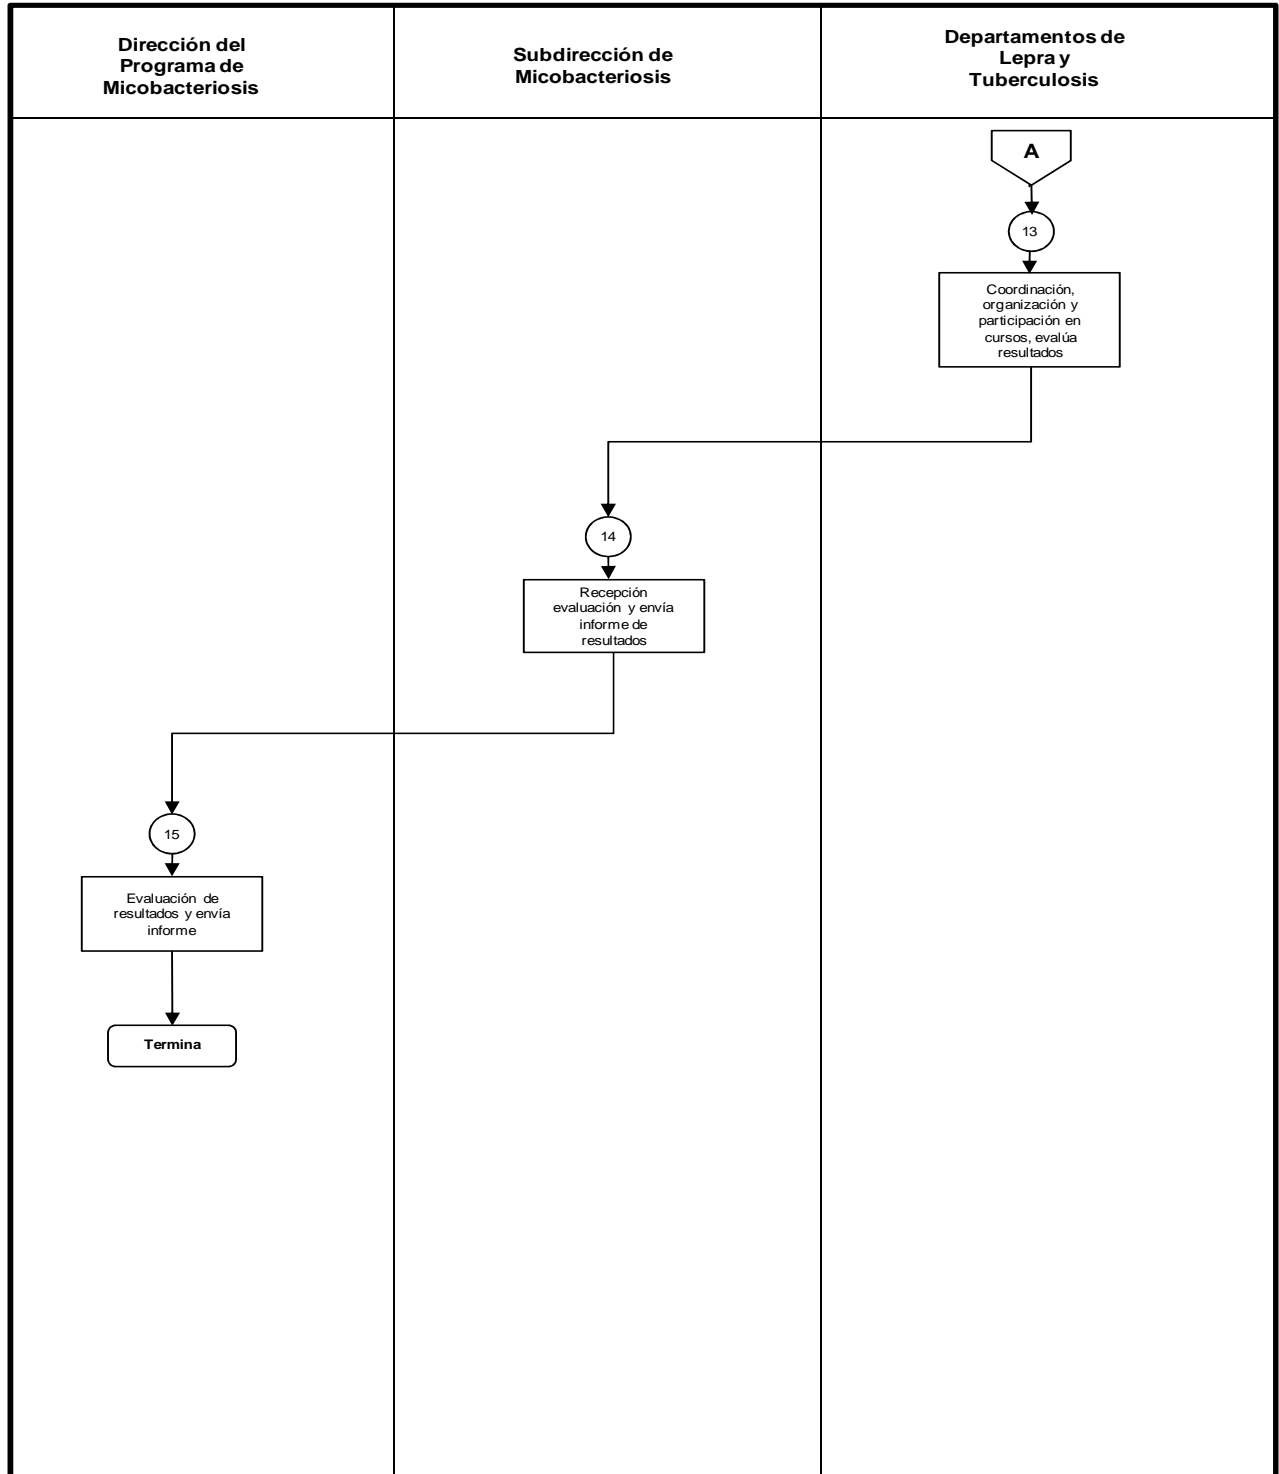 Dirección del
Programa de
Micobacteriosis
Subdirección de
Micobacteriosis
Departamentos de
Lepra y
Tuberculosis
A
13
Coordinación,
organización y
participación en
cursos, evalúa
resultados
14
Recepción
evaluación y envía
informe de
resultados
15
Evaluación de
resultados y envía
informe
Termina